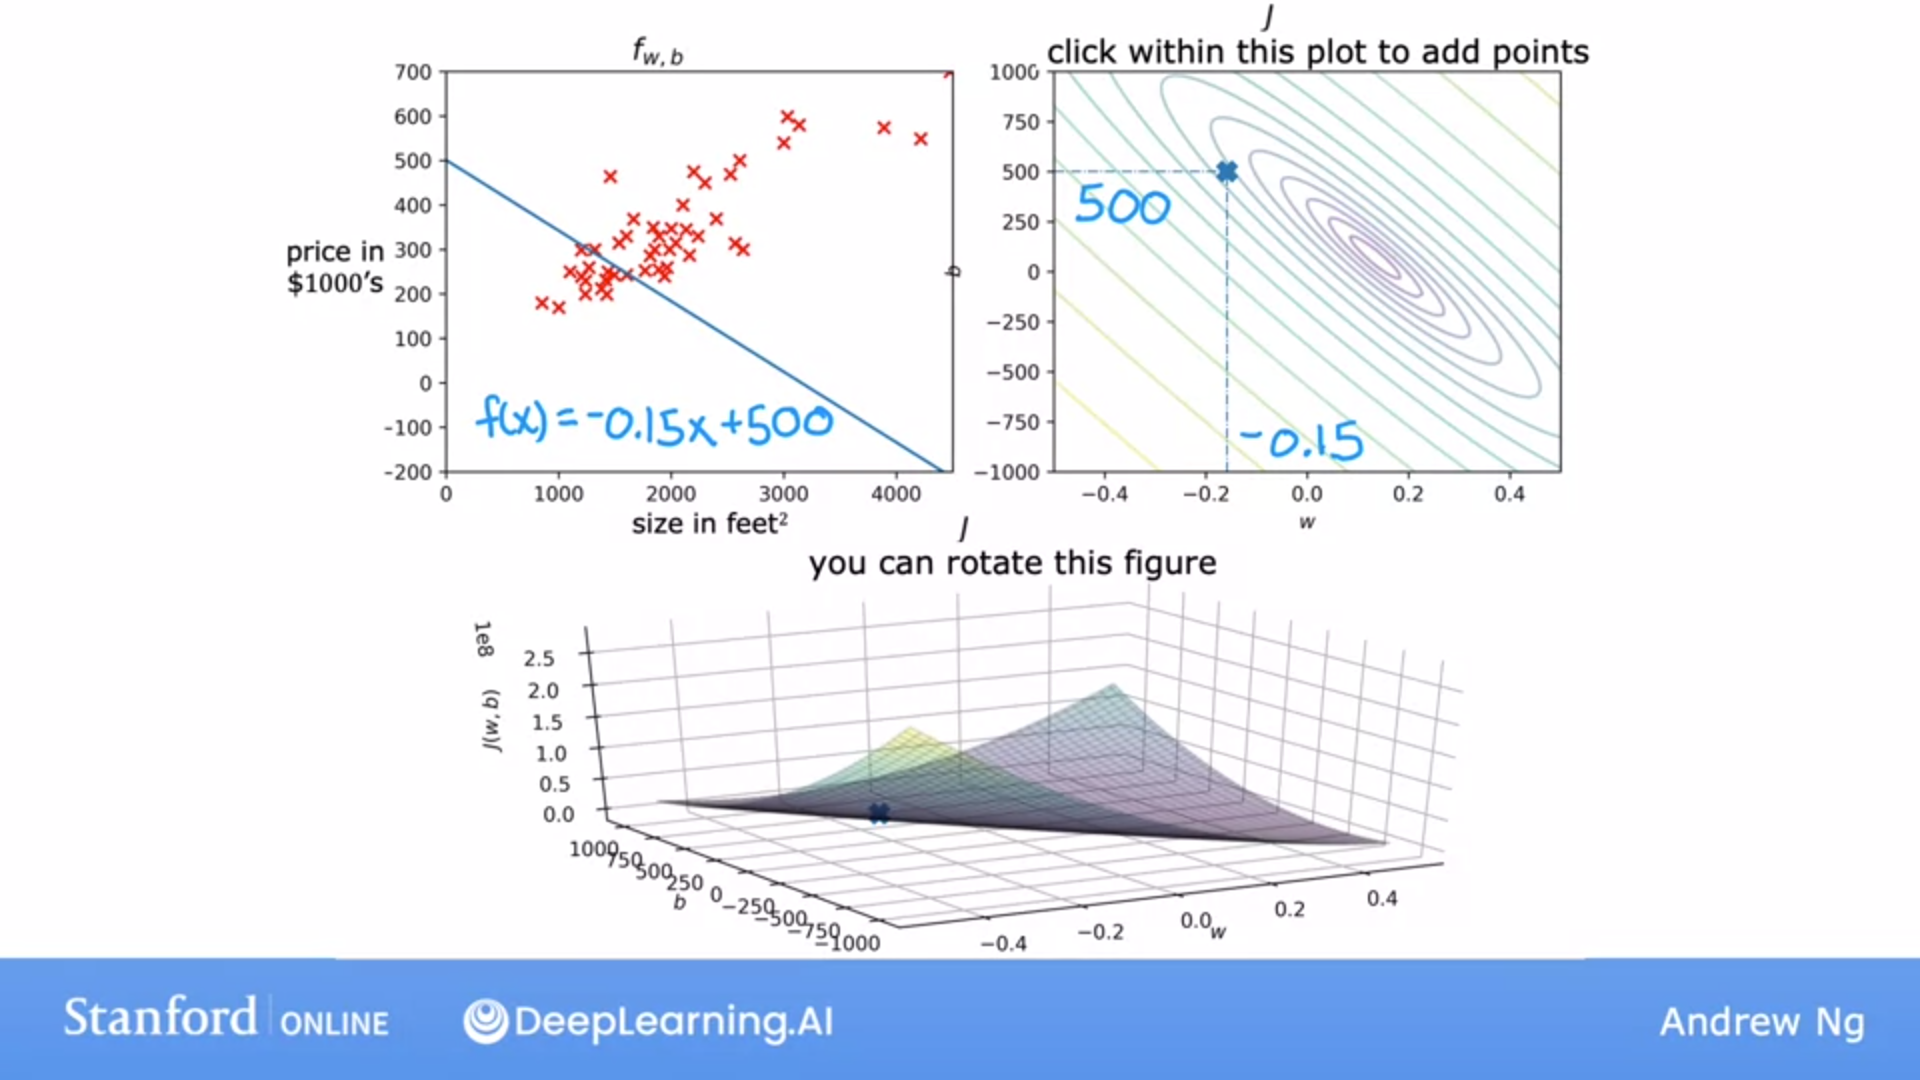 f_{w, b}
700
600
500
400
300
200
100
0
-100
-200
price in
$1000's
f(x) = -0.15x + 500
0 1000 2000 3000 4000
size in feet²
J
click within this plot to add points
1000
750
500
250
0
−250
−500
−750
−1000
b
500
-0.15
−0.4 −0.2 0.0 0.2 0.4
w
J
you can rotate this figure
1e8
J(w,b)
2.5
2.0
1.5
1.0
0.5
0.0
1000 750 500 250 0 −250 −500 −750 −1000
b
−0.4 −0.2 0.0 0.2 0.4
w
Stanford | ONLINE DeepLearning.AI Andrew Ng